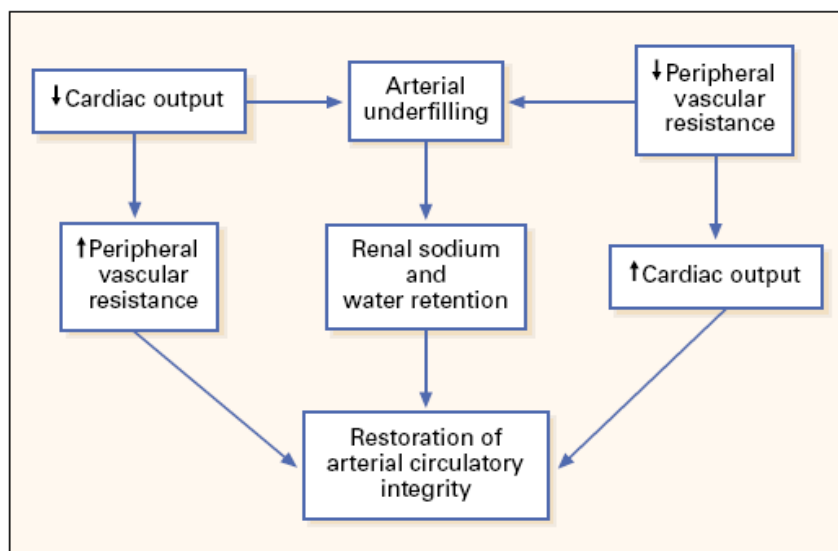 ↓Cardiac output
Arterial
underfilling
↓Peripheral
vascular
resistance
↑Peripheral
vascular
resistance
Renal sodium
and
water retention
↑Cardiac output
Restoration of
arterial circulatory
integrity